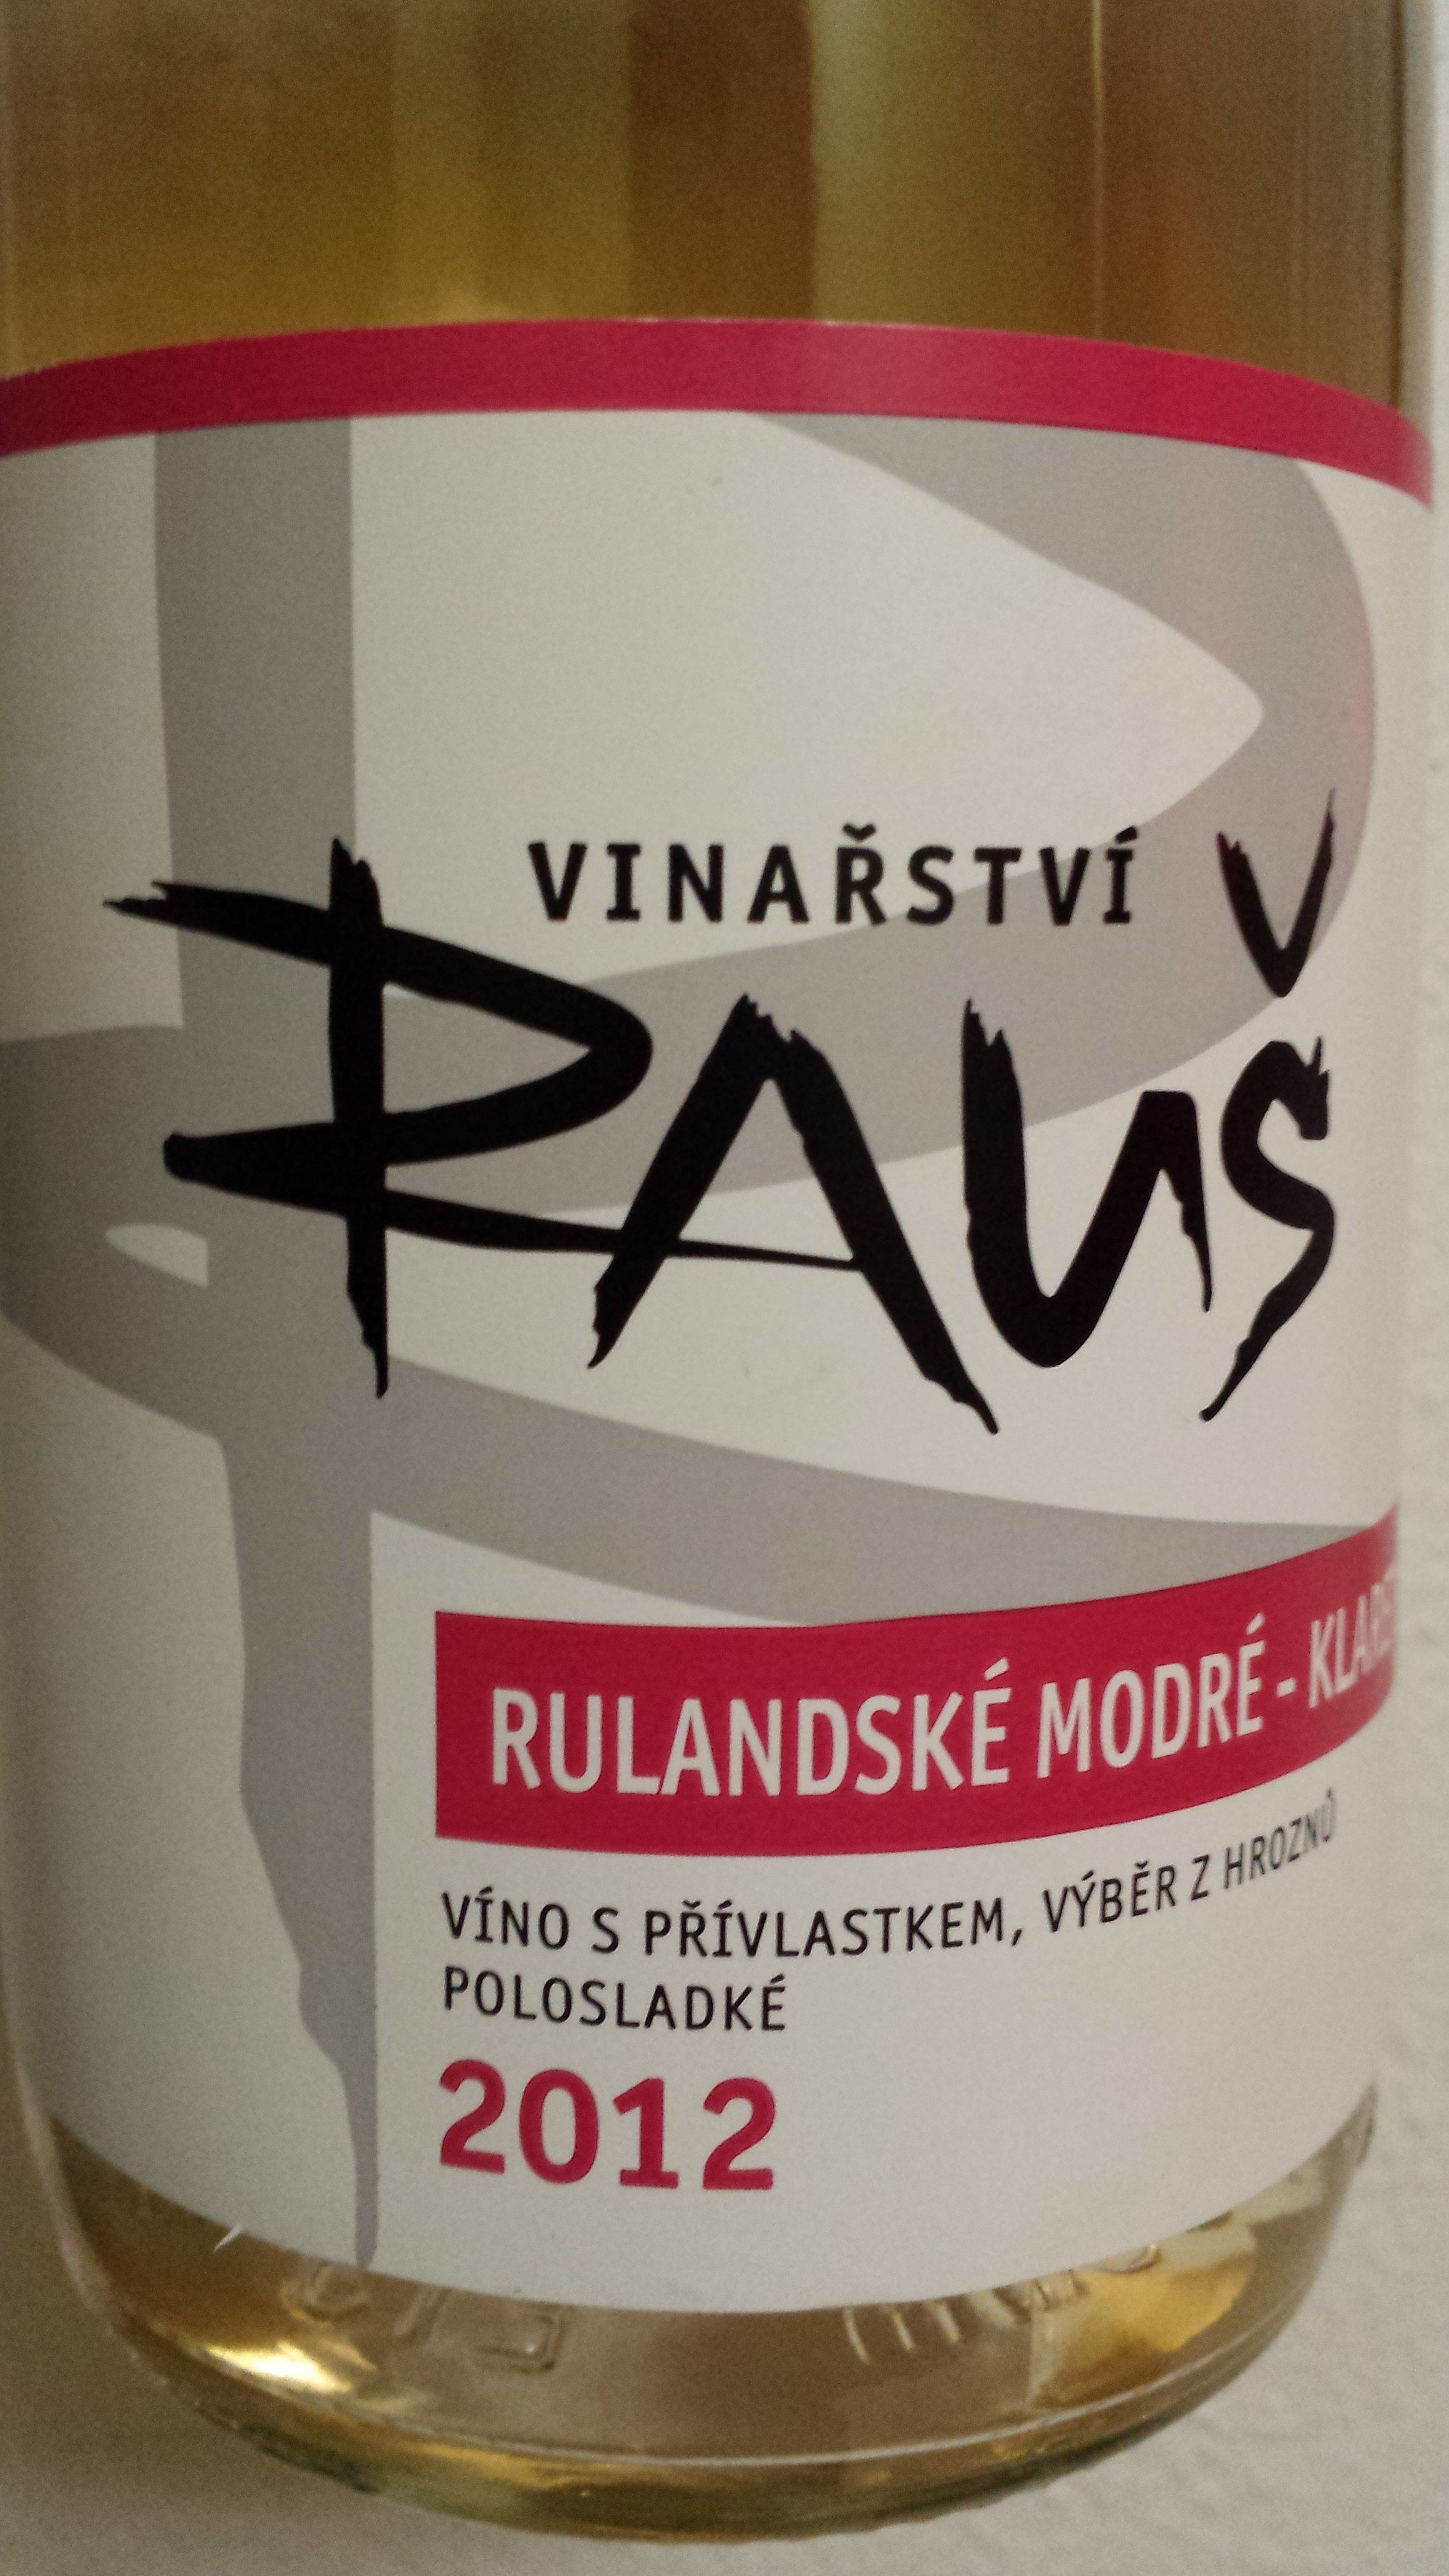 VINAŘSTVÍ
RAUŠ
RULANDSKÉ MODRÉ -
VÍNO S PŘÍVLASTKEM, VÝBĚR Z HROZNŮ
POLOSLADKÉ
2012